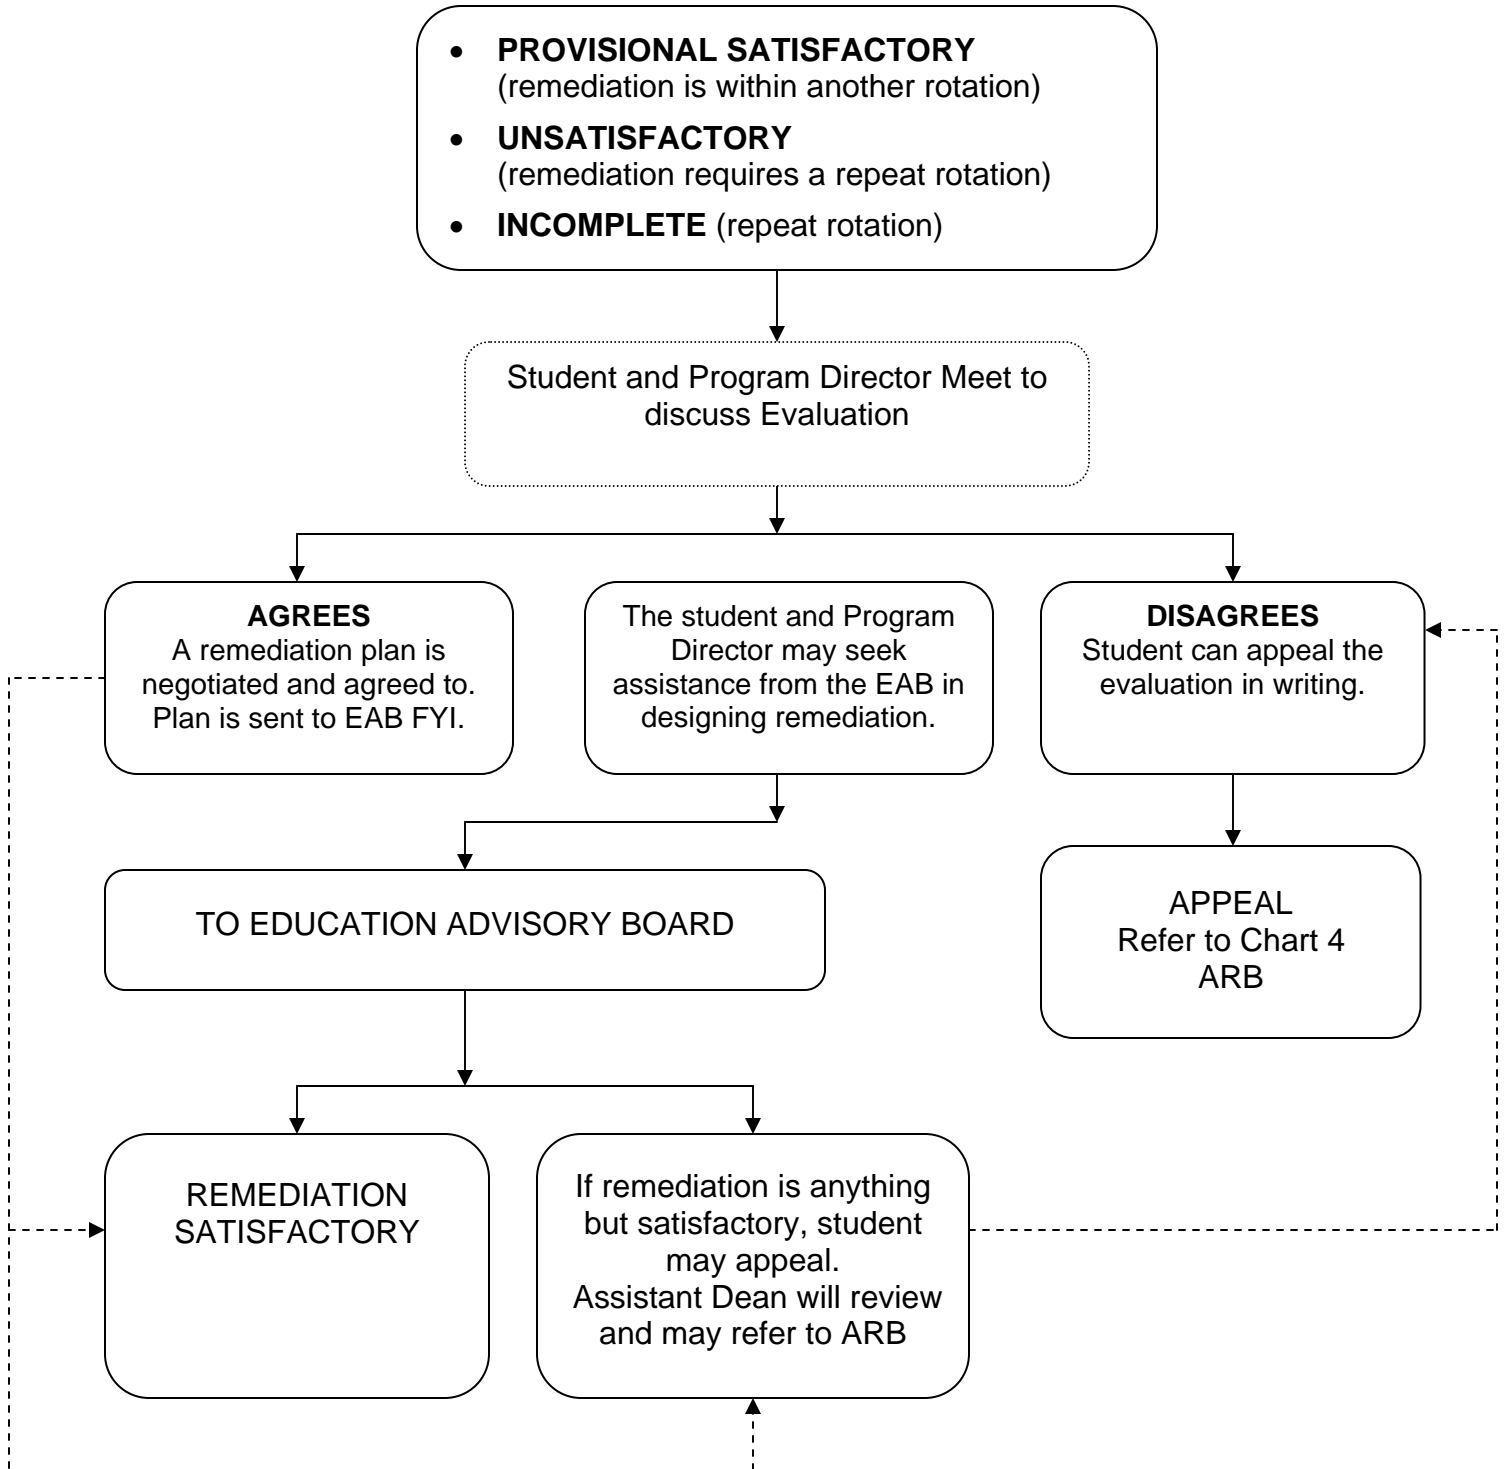 • PROVISIONAL SATISFACTORY
(remediation is within another rotation)
• UNSATISFACTORY
(remediation requires a repeat rotation)
• INCOMPLETE (repeat rotation)
Student and Program Director Meet to
discuss Evaluation
AGREES
A remediation plan is
negotiated and agreed to.
Plan is sent to EAB FYI.
The student and Program
Director may seek
assistance from the EAB in
designing remediation.
DISAGREES
Student can appeal the
evaluation in writing.
TO EDUCATION ADVISORY BOARD
APPEAL
Refer to Chart 4
ARB
REMEDIATION
SATISFACTORY
If remediation is anything
but satisfactory, student
may appeal.
Assistant Dean will review
and may refer to ARB